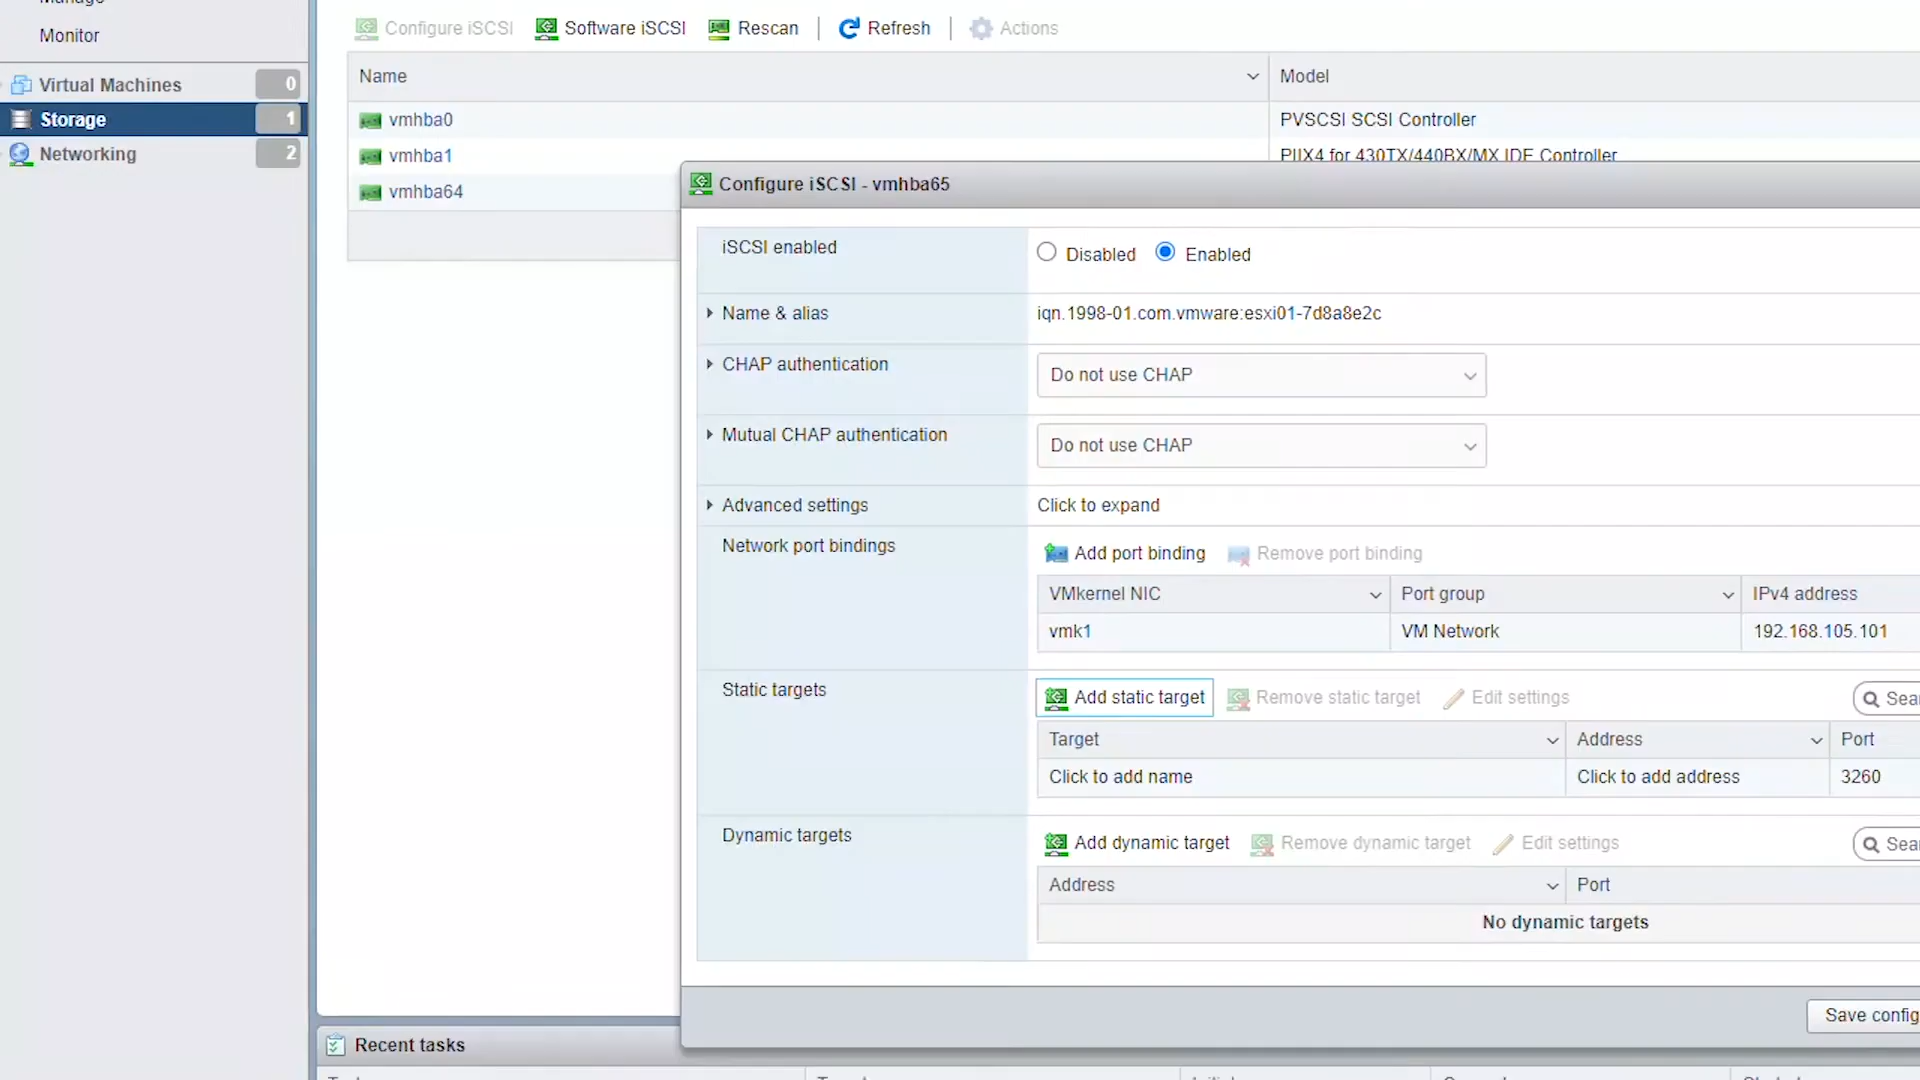 Manage
Monitor
Virtual Machines 0
Storage 1
Networking 2
Configure iSCSI Software iSCSI Rescan Refresh Actions
Name Model
vmhba0 PVSCSI SCSI Controller
vmhba1 PIIX4 for 430TX/440BX/MX IDE Controller
vmhba64
Configure iSCSI - vmhba65
iSCSI enabled Disabled Enabled
Name & alias iqn.1998-01.com.vmware:esxi01-7d8a8e2c
CHAP authentication Do not use CHAP
Mutual CHAP authentication Do not use CHAP
Advanced settings Click to expand
Network port bindings Add port binding Remove port binding
VMkernel NIC Port group IPv4 address
vmk1 VM Network 192.168.105.101
Static targets Add static target Remove static target Edit settings Sear
Target Address Port
Click to add name Click to add address 3260
Dynamic targets Add dynamic target Remove dynamic target Edit settings Sear
Address Port
No dynamic targets
Save config
Recent tasks